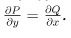 ∂P/∂y = ∂Q/∂x.